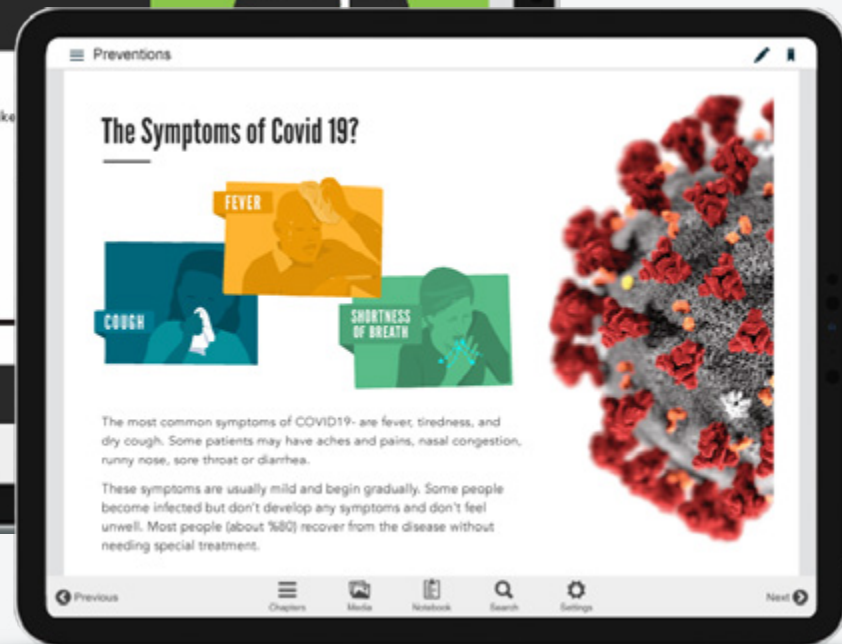 ke
Preventions
The Symptoms of Covid 19?
FEVER
COUGH
SHORTNESS
OF BREATH
The most common symptoms of COVID19- are fever, tiredness, and
dry cough. Some patients may have aches and pains, nasal congestion,
runny nose, sore throat or diarrhea.
These symptoms are usually mild and begin gradually. Some people
become infected but don't develop any symptoms and don't feel
unwell. Most people (about %80) recover from the disease without
needing special treatment.
Previous
Chapters
Media
Notebook
Search
Settings
Next